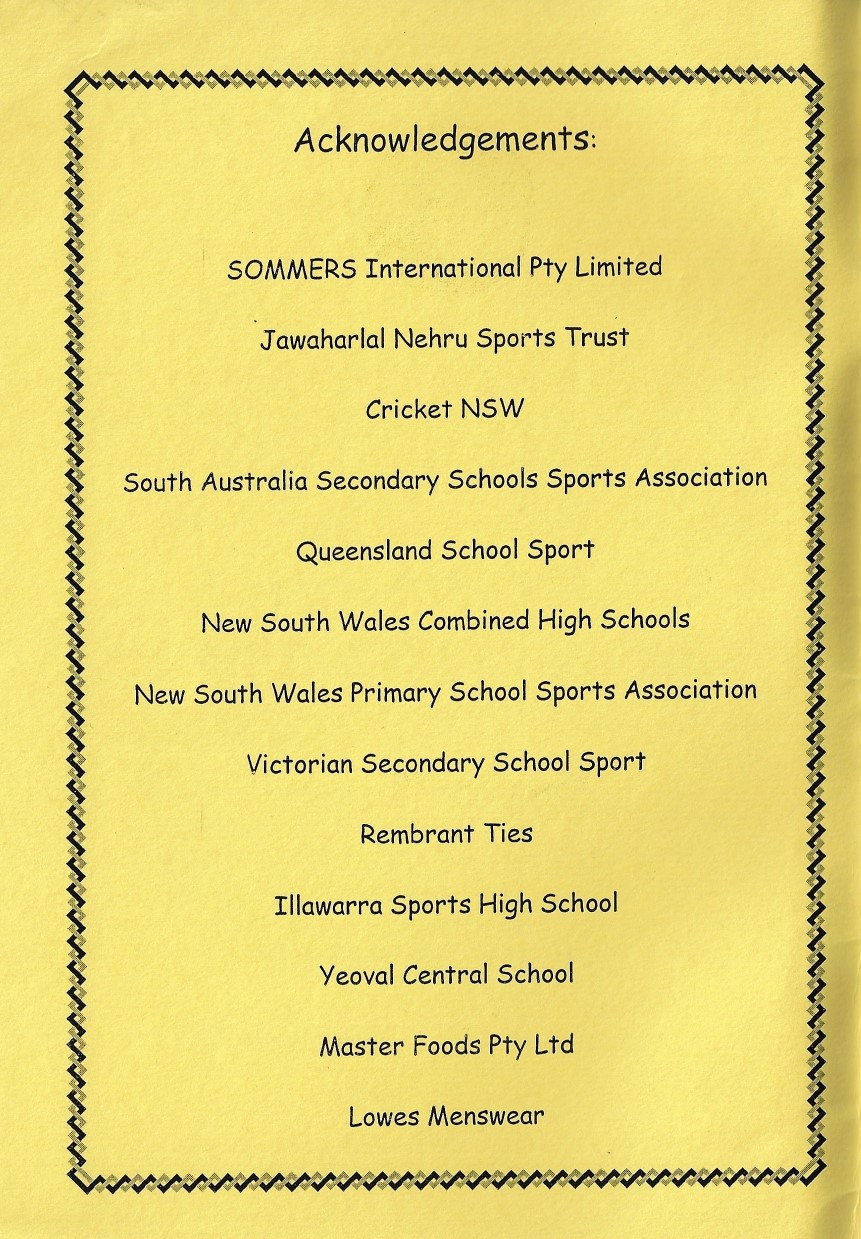 Acknowledgements:
SOMMERS International Pty Limited
Jawaharlal Nehru Sports Trust
Cricket NSW
South Australia Secondary Schools Sports Association
Queensland School Sport
New South Wales Combined High Schools
New South Wales Primary School Sports Association
Victorian Secondary School Sport
Rembrant Ties
Illawarra Sports High School
Yeoval Central School
Master Foods Pty Ltd
Lowes Menswear